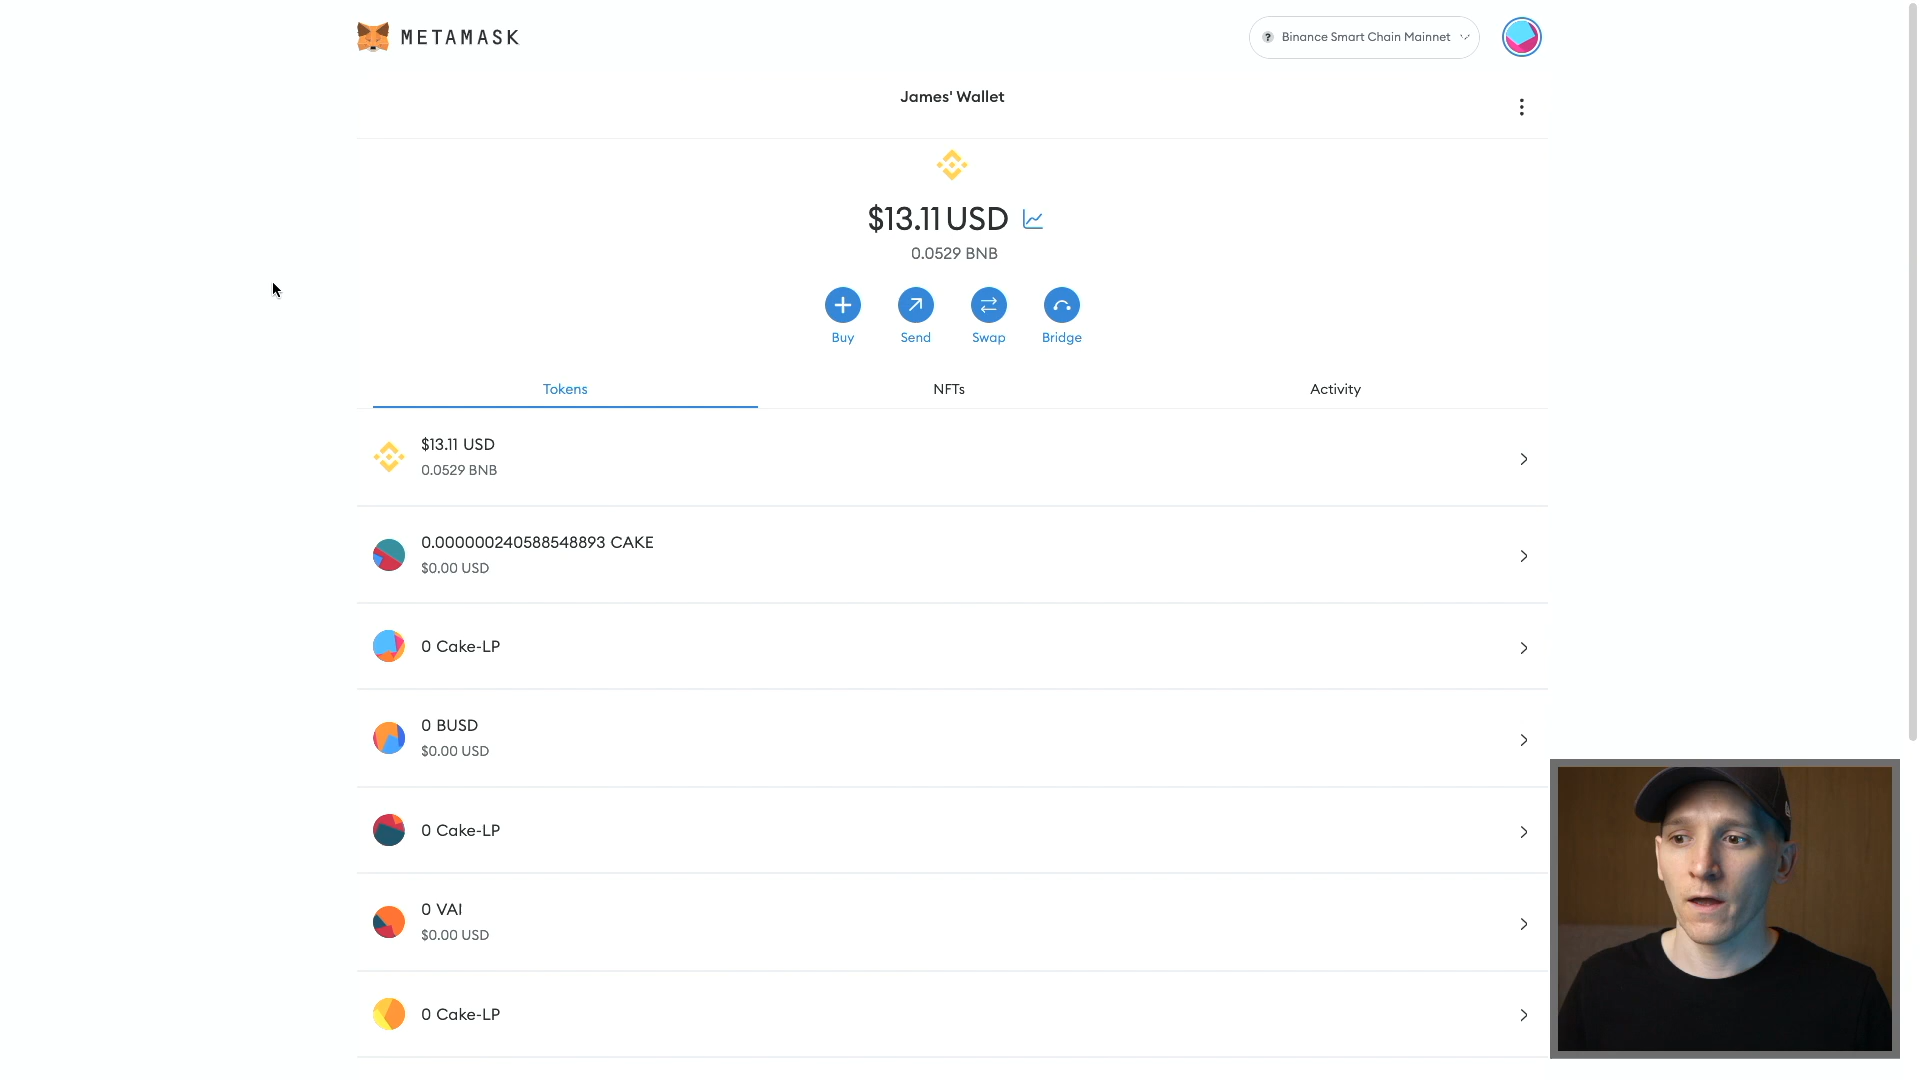 METAMASK
? Binance Smart Chain Mainnet
James' Wallet
$13.11 USD
0.0529 BNB
Buy
Send
Swap
Bridge
Tokens
NFTs
Activity
$13.11 USD
0.0529 BNB
0.000000240588548893 CAKE
$0.00 USD
0 Cake-LP
0 BUSD
$0.00 USD
0 Cake-LP
0 VAI
$0.00 USD
0 Cake-LP